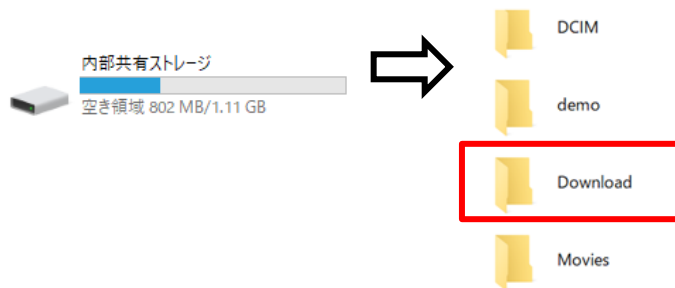 内部共有ストレージ
空き領域 802 MB/1.11 GB
DCIM
demo
Download
Movies